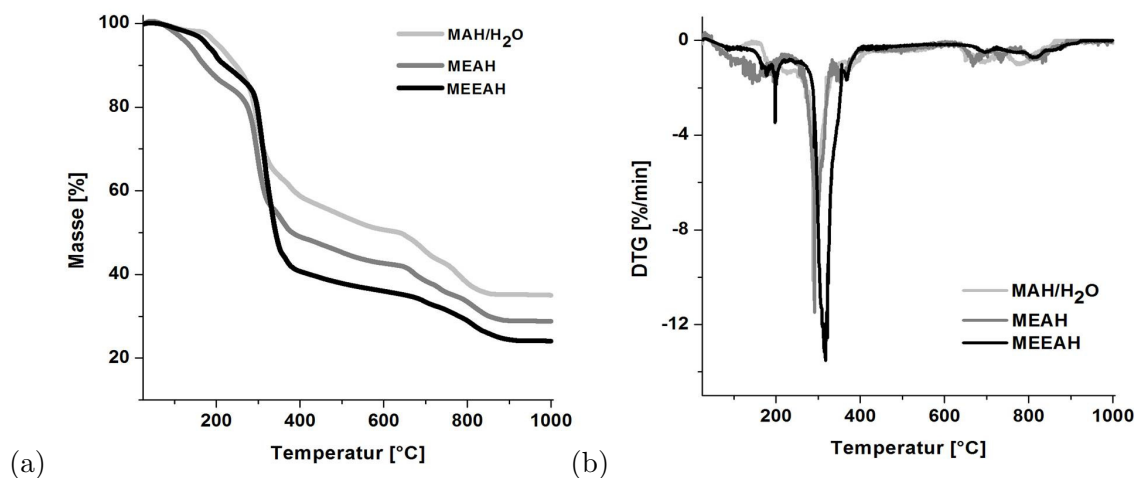 100
80
60
40
20
Masse [%]
MAH/H₂O
MEAH
MEEAH
200 400 600 800 1000
Temperatur [°C]
(a)
0
-4
-8
-12
DTG [%/min]
MAH/H₂O
MEAH
MEEAH
200 400 600 800 1000
Temperatur [°C]
(b)